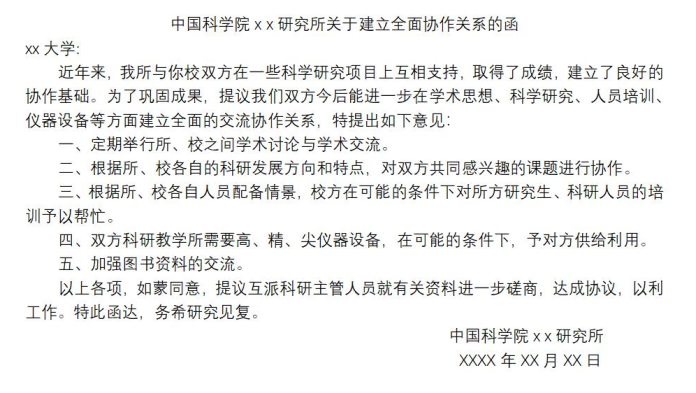 中国科学院 x x 研究所关于建立全面协作关系的函
xx 大学:
近年来，我所与你校双方在一些科学研究项目上互相支持，取得了成绩，建立了良好的
协作基础。为了巩固成果，提议我们双方今后能进一步在学术思想、科学研究、人员培训、
仪器设备等方面建立全面的交流协作关系，特提出如下意见：
一、定期举行所、校之间学术讨论与学术交流。
二、根据所、校各自的科研发展方向和特点，对双方共同感兴趣的课题进行协作。
三、根据所、校各自人员配备情景，校方在可能的条件下对所方研究生、科研人员的培
训予以帮忙。
四、双方科研教学所需要高、精、尖仪器设备，在可能的条件下，予对方供给利用。
五、加强图书资料的交流。
以上各项，如蒙同意，提议互派科研主管人员就有关资料进一步磋商，达成协议，以利
工作。特此函达，务希研究见复。
中国科学院 x x 研究所
XXXX 年 XX 月 XX 日